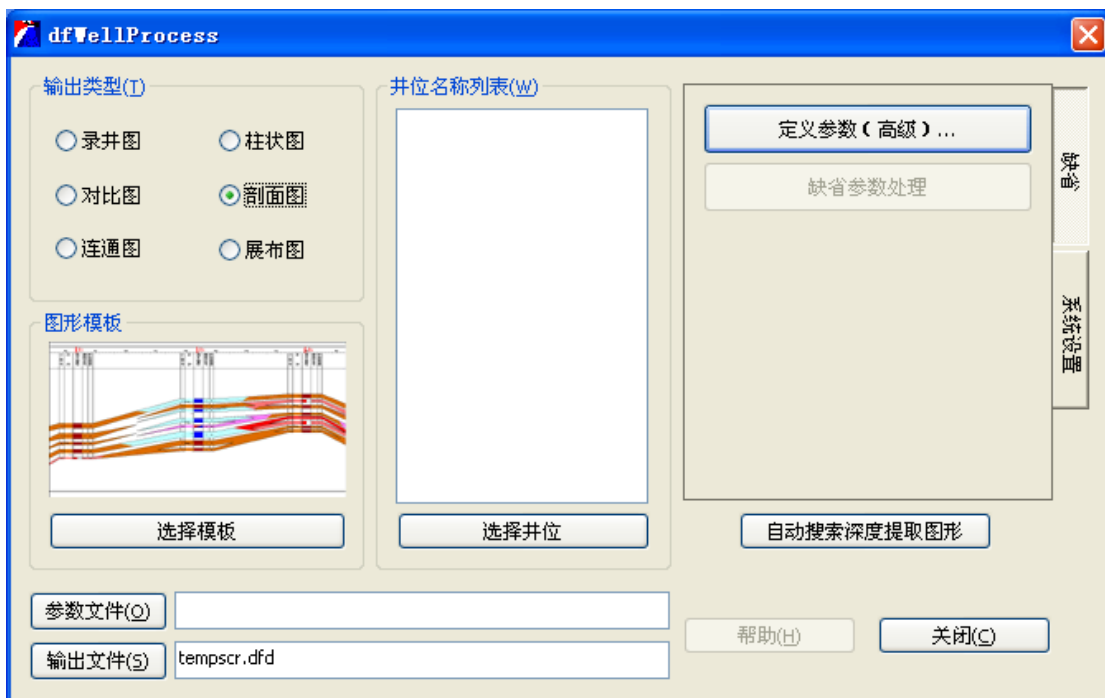 dfWellProcess
输出类型(T)
录井图
柱状图
对比图
剖面图
连通图
展布图
图形模板
选择模板
井位名称列表(W)
选择井位
定义参数(高级)...
缺省参数处理
缺省
系统设置
自动搜索深度提取图形
参数文件(O)
输出文件(S)
tempscr.dfd
帮助(H)
关闭(C)